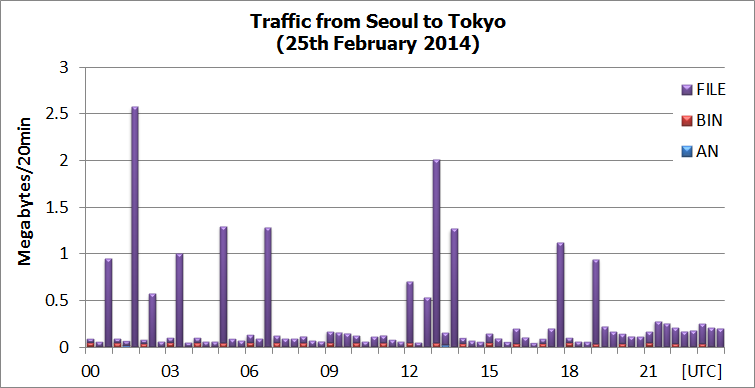 Traffic from Seoul to Tokyo
(25th February 2014)
Megabytes/20min
3
2.5
2
1.5
1
0.5
0
FILE
BIN
AN
00 03 06 09 12 15 18 21 [UTC]